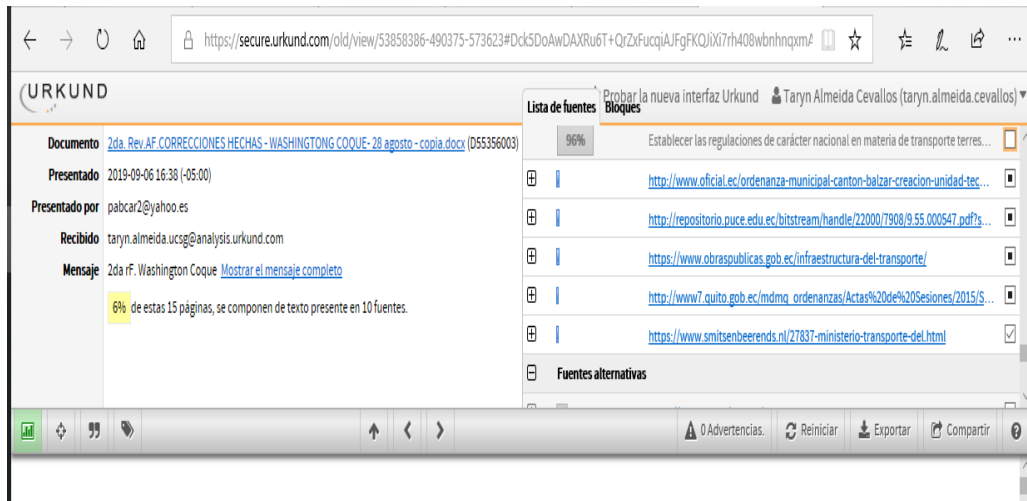 https://secure.urkund.com/old/view/53858386-490375-573623#Dck5DoAwDAXRu6T+QrZxFucqiAJFgFKQJiXi7rh408wbnhnqxmA
URKUND
Probar la nueva interfaz Urkund Taryn Almeida Cevallos (taryn.almeida.cevallos)
Lista de fuentes Bloques
Documento 2da. Rev.AF.CORRECCIONES HECHAS - WASHINGTONG COQUE- 28 agosto - copia.docx (D55356003)
Presentado 2019-09-06 16:38 (-05:00)
Presentado por pabcar2@yahoo.es
Recibido taryn.almeida.ucsg@analysis.urkund.com
Mensaje 2da rF. Washington Coque Mostrar el mensaje completo
6% de estas 15 páginas, se componen de texto presente en 10 fuentes.
96% Establecer las regulaciones de carácter nacional en materia de transporte terres...
http://www.oficial.ec/ordenanza-municipal-canton-balzar-creacion-unidad-tec...
http://repositorio.puce.edu.ec/bitstream/handle/22000/7908/9.55.000547.pdf?s...
https://www.obraspublicas.gob.ec/infraestructura-del-transporte/
http://www7.quito.gob.ec/mdmq_ordenanzas/Actas%20de%20Sesiones/2015/S...
https://www.smitsenbeerends.nl/27837-ministerio-transporte-del.html
Fuentes alternativas
0 Advertencias. Reiniciar Exportar Compartir